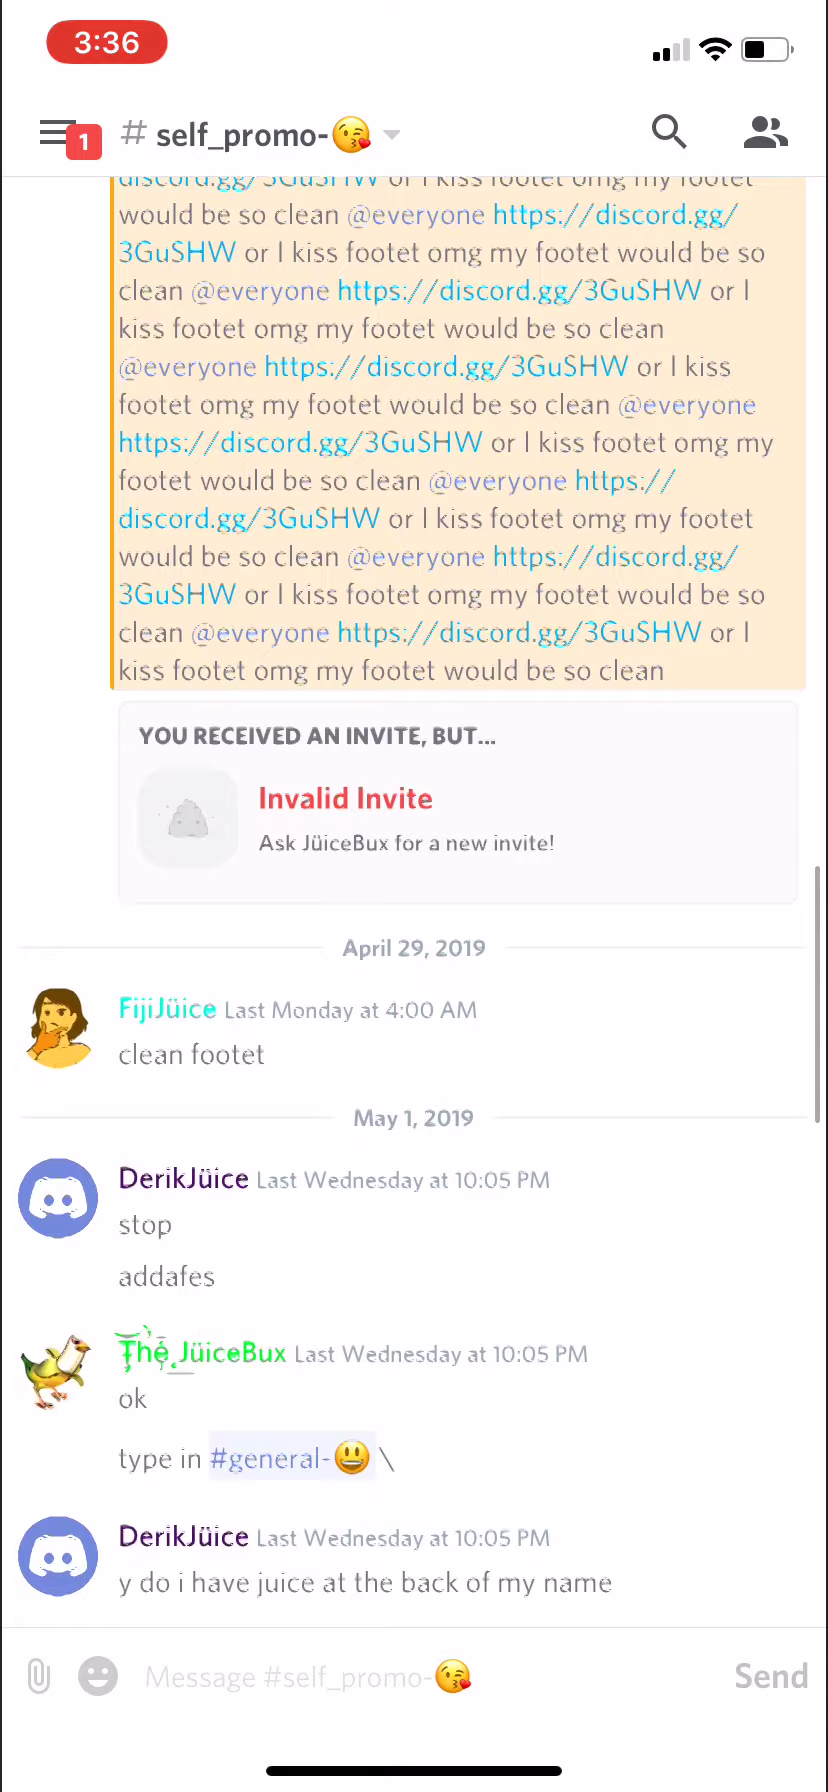 3:36
1
# self_promo-😘
discord.gg/3GuSHW or I kiss footet omg my footet
would be so clean @everyone https://discord.gg/
3GuSHW or I kiss footet omg my footet would be so
clean @everyone https://discord.gg/3GuSHW or I
kiss footet omg my footet would be so clean
@everyone https://discord.gg/3GuSHW or I kiss
footet omg my footet would be so clean @everyone
https://discord.gg/3GuSHW or I kiss footet omg my
footet would be so clean @everyone https://
discord.gg/3GuSHW or I kiss footet omg my footet
would be so clean @everyone https://discord.gg/
3GuSHW or I kiss footet omg my footet would be so
clean @everyone https://discord.gg/3GuSHW or I
kiss footet omg my footet would be so clean
YOU RECEIVED AN INVITE, BUT...
Invalid Invite
Ask JüiceBux for a new invite!
April 29, 2019
FijiJüice Last Monday at 4:00 AM
clean footet
May 1, 2019
DerikJüice Last Wednesday at 10:05 PM
stop
addafes
The JüiceBux Last Wednesday at 10:05 PM
ok
type in #general-😃 \
DerikJüice Last Wednesday at 10:05 PM
y do i have juice at the back of my name
Message #self_promo-😘
Send